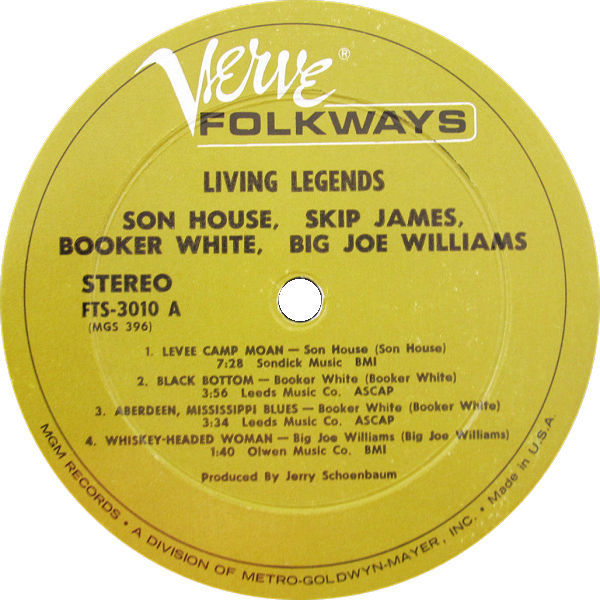 Verve ®
FOLKWAYS
LIVING LEGENDS
SON HOUSE, SKIP JAMES,
BOOKER WHITE, BIG JOE WILLIAMS
STEREO
FTS-3010 A
(MGS 396)
1. LEVEE CAMP MOAN — Son House (Son House)
7:28 Sondick Music BMI
2. BLACK BOTTOM — Booker White (Booker White)
3:56 Leeds Music Co. ASCAP
3. ABERDEEN, MISSISSIPPI BLUES — Booker White (Booker White)
3:34 Leeds Music Co. ASCAP
4. WHISKEY-HEADED WOMAN — Big Joe Williams (Big Joe Williams)
1:40 Olwen Music Co. BMI
Produced By Jerry Schoenbaum
MGM RECORDS • A DIVISION OF METRO-GOLDWYN-MAYER, INC. • Made in U.S.A.